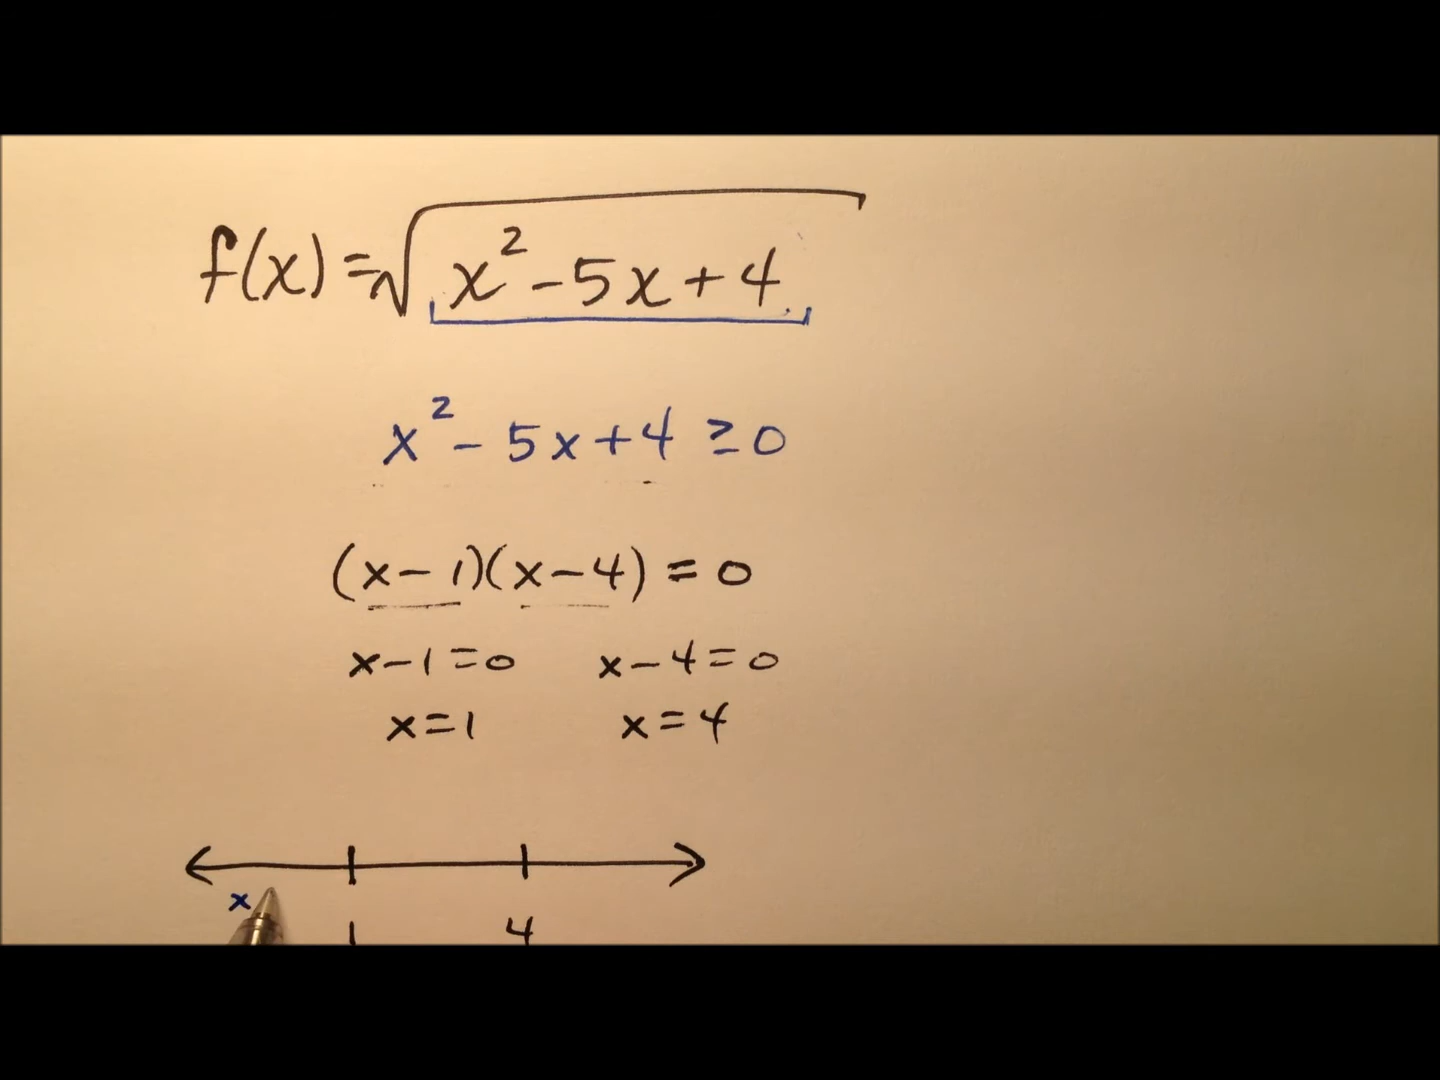 f(x)=√x²-5x+4
x²-5x+4≥0
(x-1)(x-4)=0
x-1=0 x-4=0
x=1 x=4
x
1 4